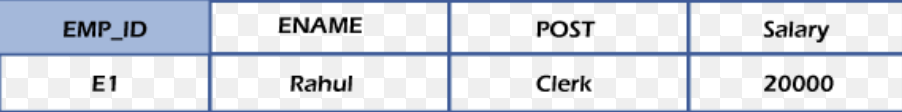 EMP_ID ENAME POST Salary
E1 Rahul Clerk 20000